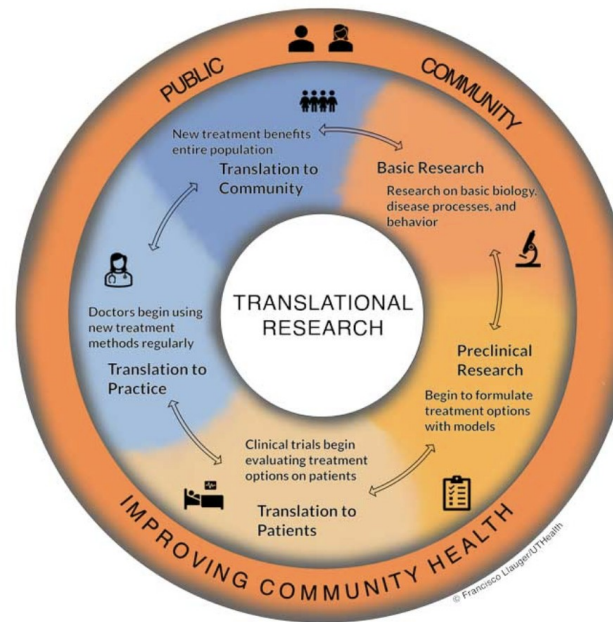 PUBLIC
COMMUNITY
New treatment benefits
entire population
Translation to
Community
Basic Research
Research on basic biology,
disease processes, and
behavior
TRANSLATIONAL
RESEARCH
Doctors begin using
new treatment
methods regularly
Translation to
Practice
Preclinical
Research
Begin to formulate
treatment options
with models
Clinical trials begin
evaluating treatment
options on patients
Translation to
Patients
IMPROVING COMMUNITY HEALTH
© Francisco Llauger/UTHealth